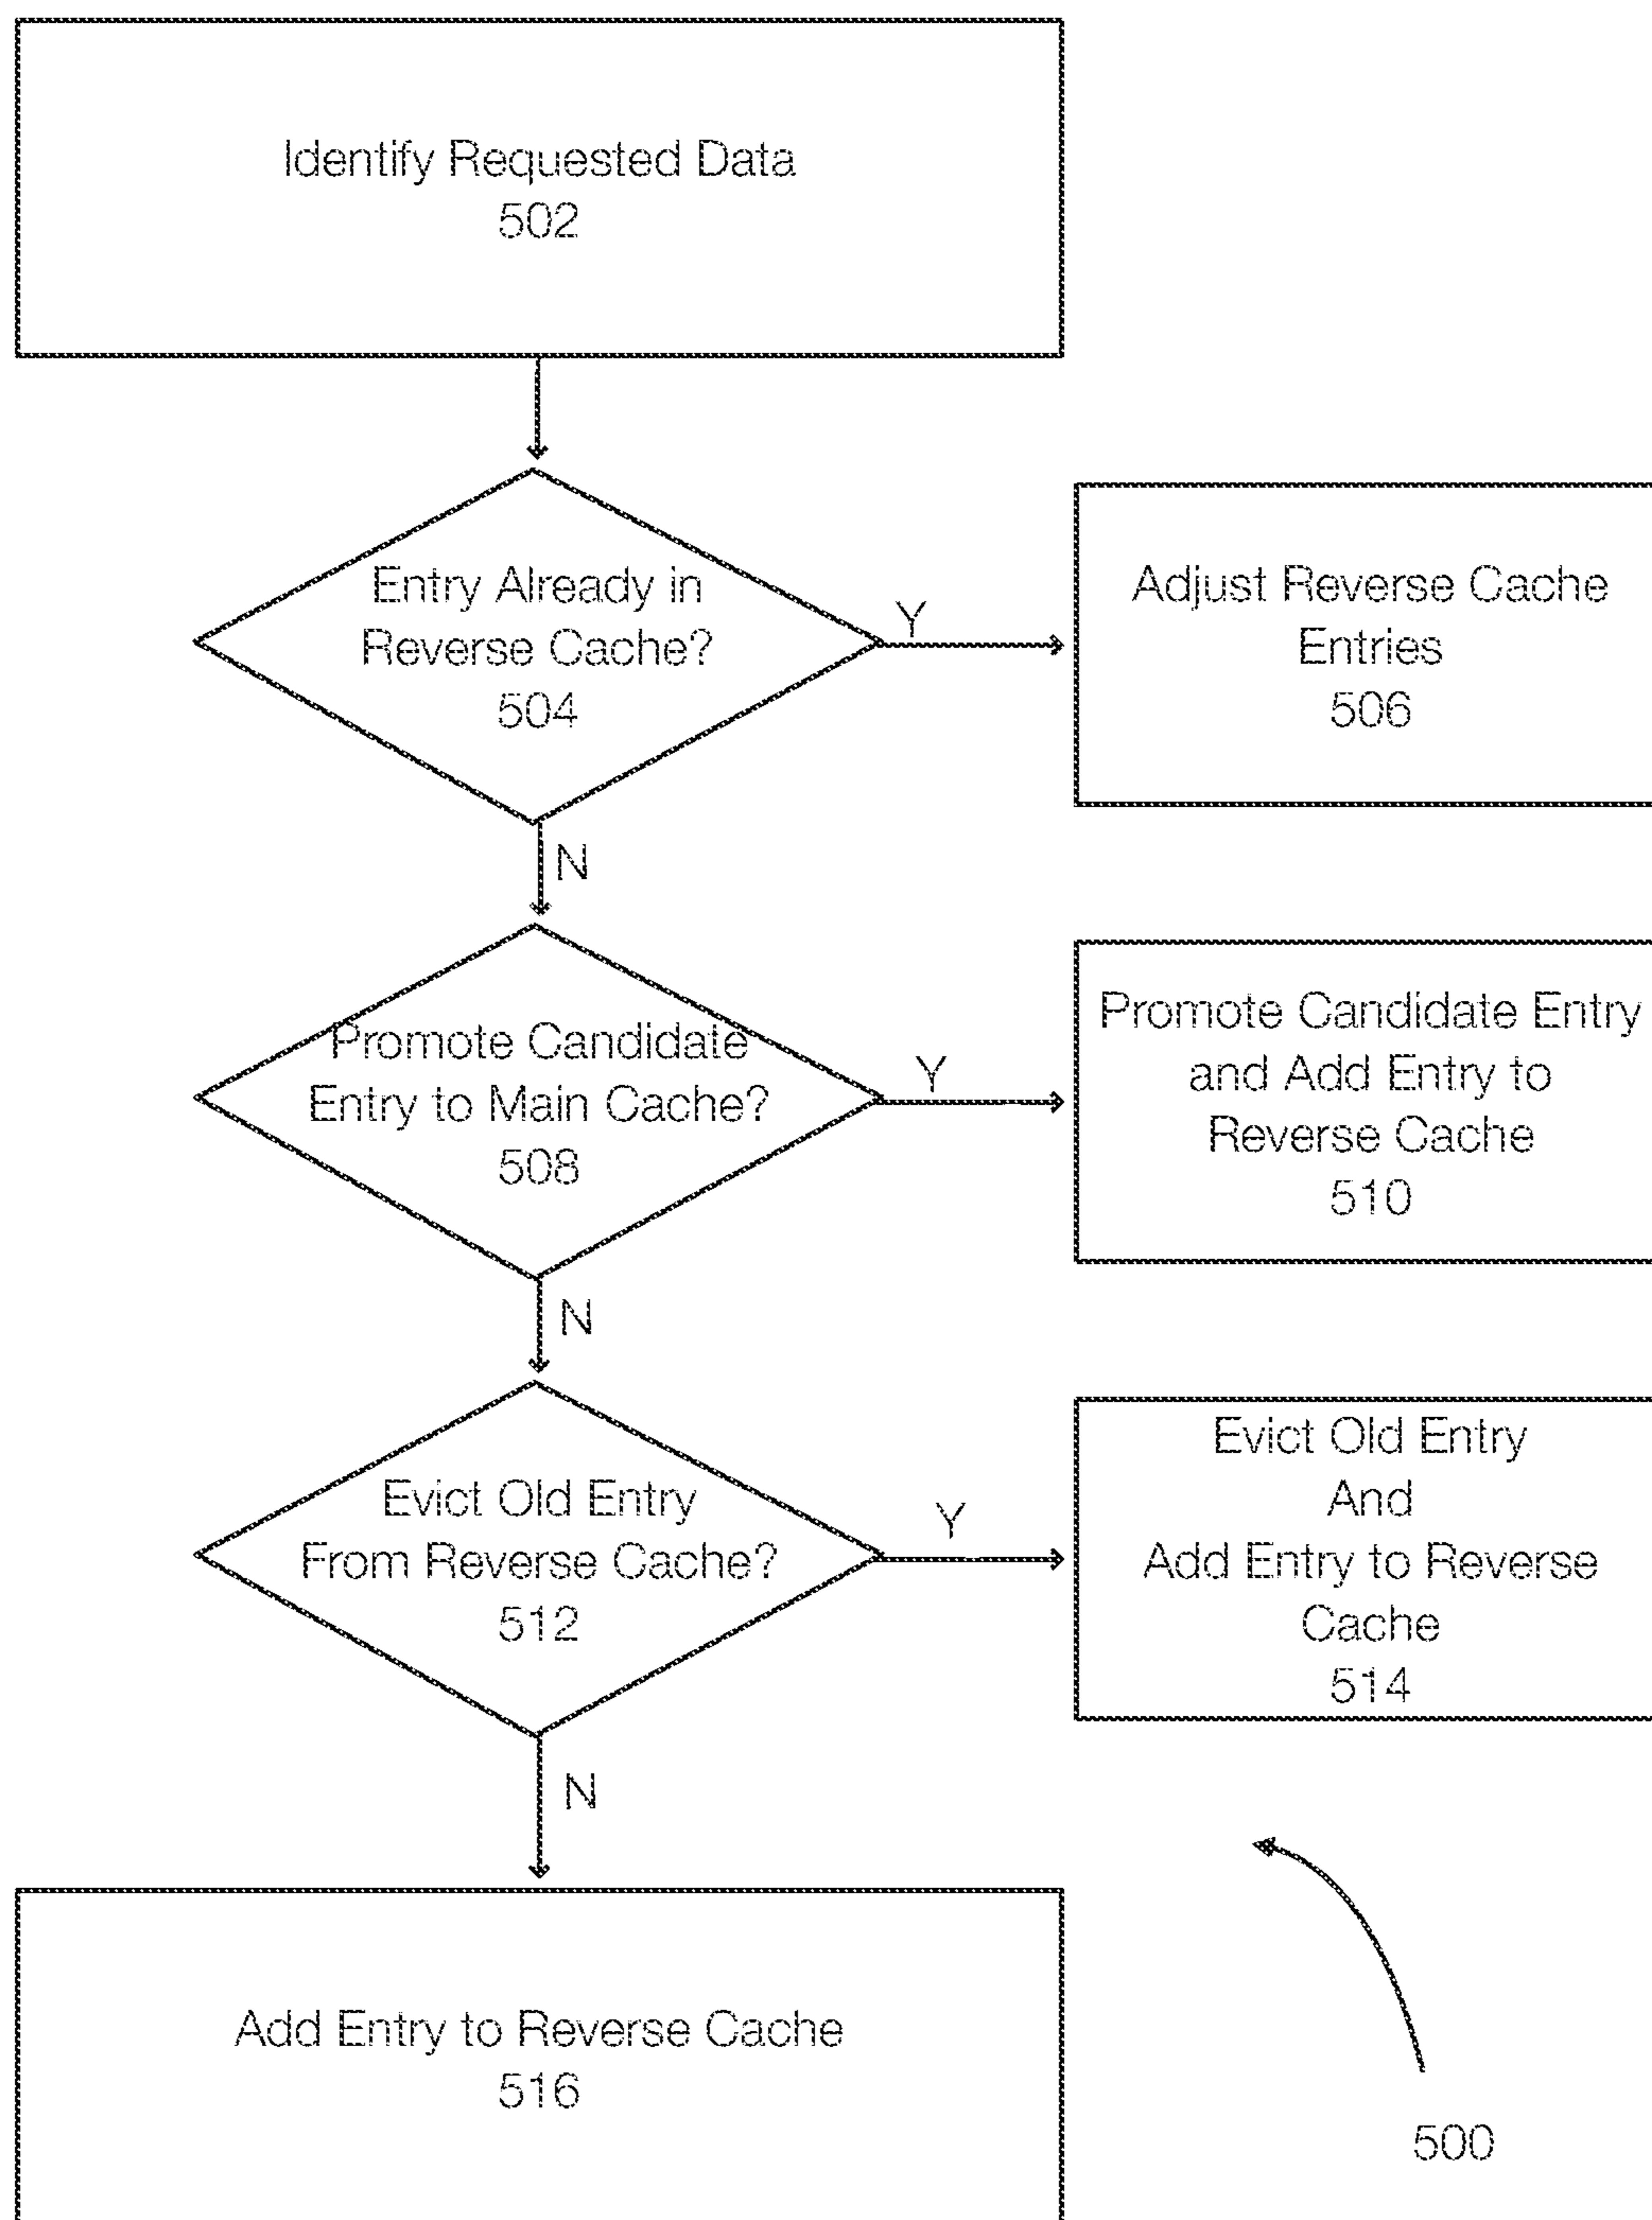 Identify Requested Data
502
Entry Already in
Reverse Cache?
504
Y
Adjust Reverse Cache
Entries
506
N
Promote Candidate
Entry to Main Cache?
508
Y
Promote Candidate Entry
and Add Entry to
Reverse Cache
510
N
Evict Old Entry
From Reverse Cache?
512
Y
Evict Old Entry
And
Add Entry to Reverse
Cache
514
N
Add Entry to Reverse Cache
516
500